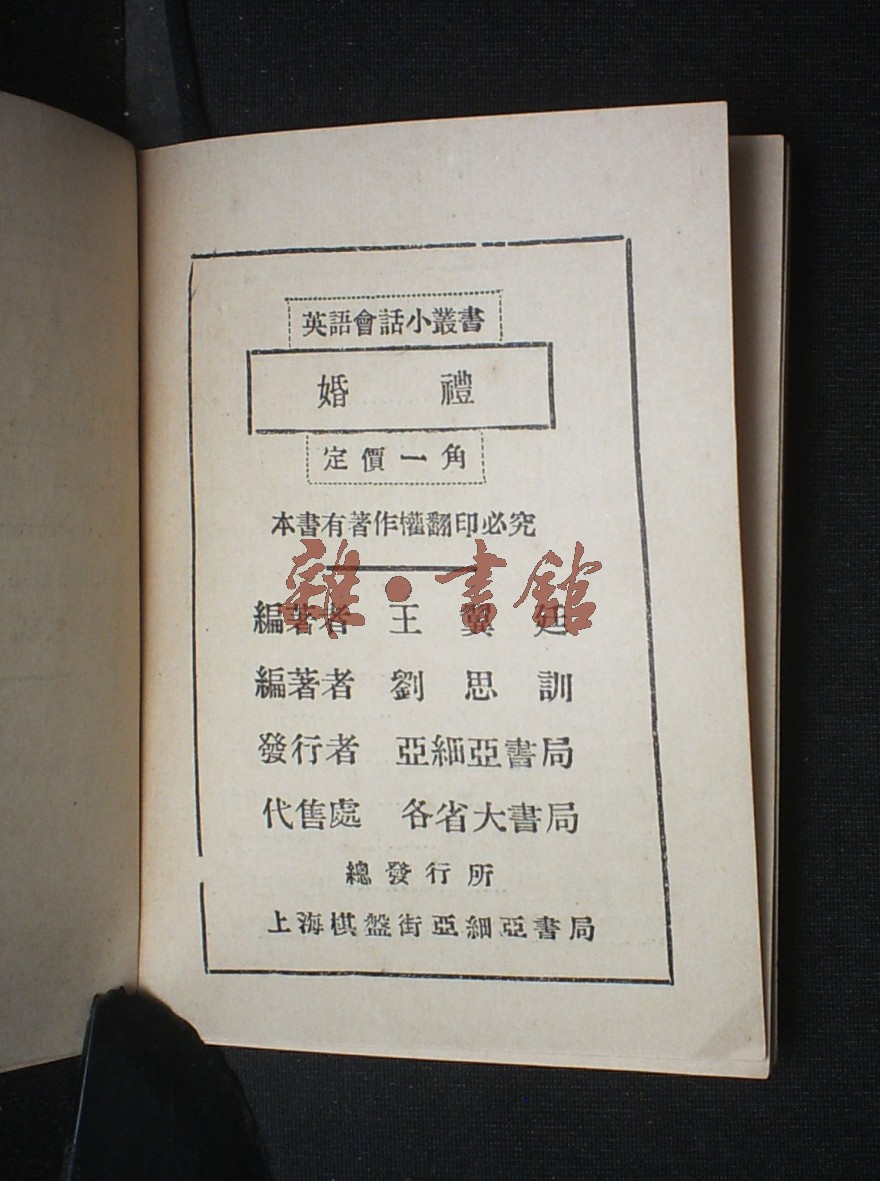 英語會話小叢書
婚禮
定價一角
本書有著作權翻印必究
雜·書館
編著者 王翼廷
編著者 劉思訓
發行者 亞細亞書局
代售處 各省大書局
總發行所
上海棋盤街亞細亞書局